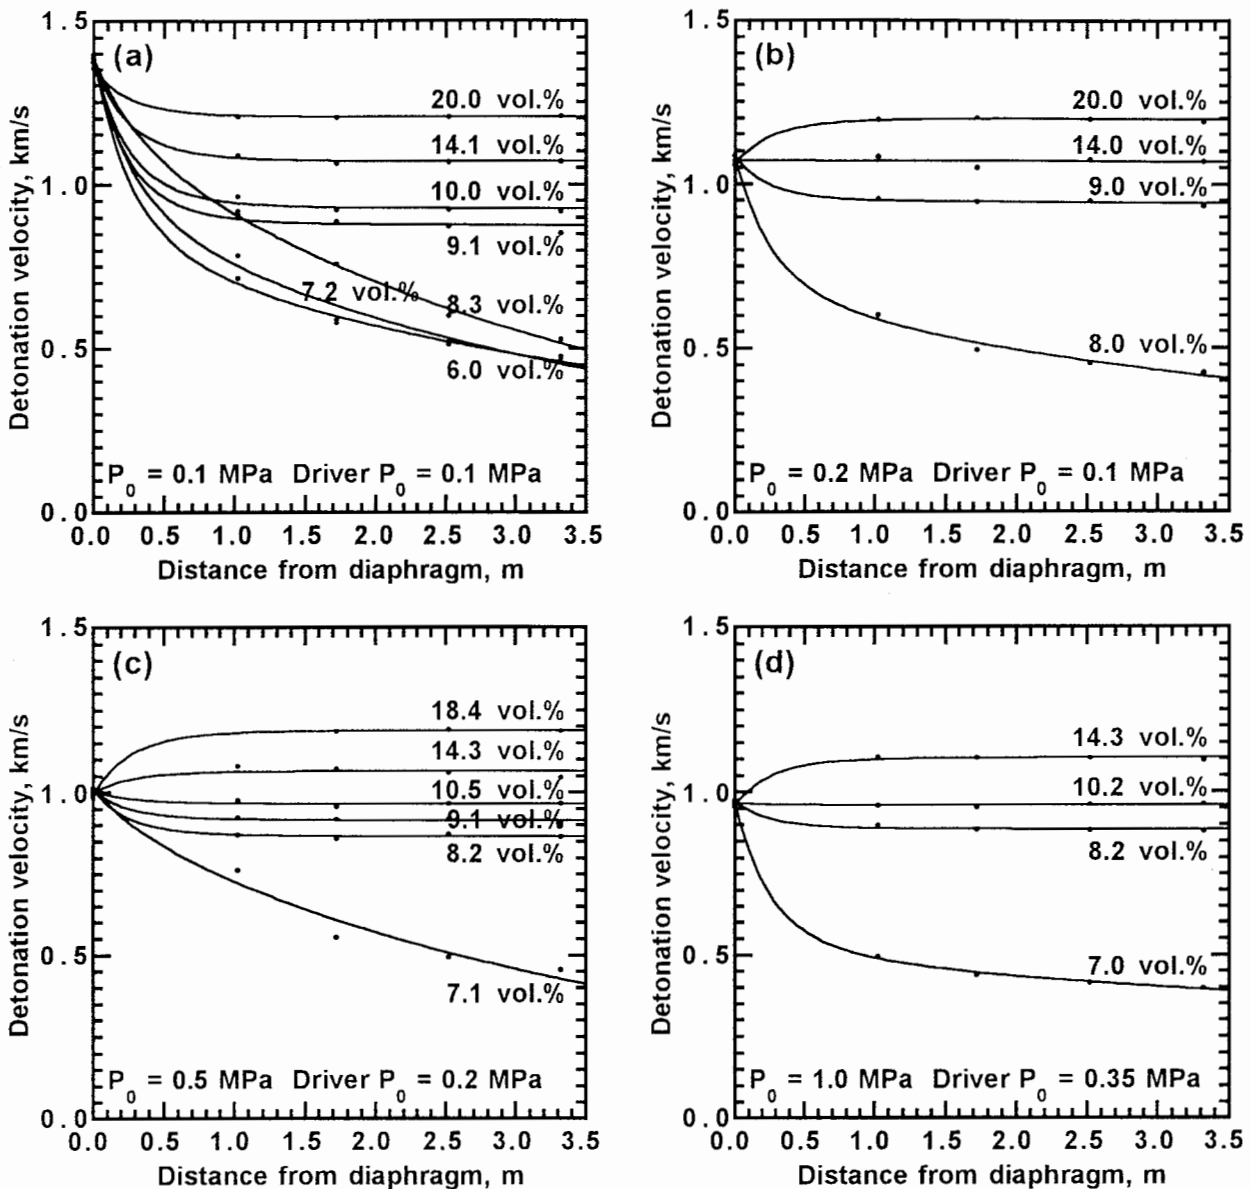 (a)
1.5
1.0
0.5
0.0
Detonation velocity, km/s
20.0 vol.%
14.1 vol.%
10.0 vol.%
9.1 vol.%
7.2 vol.%
8.3 vol.%
6.0 vol.%
P0 = 0.1 MPa Driver P0 = 0.1 MPa
0.0 0.5 1.0 1.5 2.0 2.5 3.0 3.5
Distance from diaphragm, m
(b)
1.5
1.0
0.5
0.0
Detonation velocity, km/s
20.0 vol.%
14.0 vol.%
9.0 vol.%
8.0 vol.%
P0 = 0.2 MPa Driver P0 = 0.1 MPa
0.0 0.5 1.0 1.5 2.0 2.5 3.0 3.5
Distance from diaphragm, m
(c)
1.5
1.0
0.5
0.0
Detonation velocity, km/s
18.4 vol.%
14.3 vol.%
10.5 vol.%
9.1 vol.%
8.2 vol.%
7.1 vol.%
P0 = 0.5 MPa Driver P0 = 0.2 MPa
0.0 0.5 1.0 1.5 2.0 2.5 3.0 3.5
Distance from diaphragm, m
(d)
1.5
1.0
0.5
0.0
Detonation velocity, km/s
14.3 vol.%
10.2 vol.%
8.2 vol.%
7.0 vol.%
P0 = 1.0 MPa Driver P0 = 0.35 MPa
0.0 0.5 1.0 1.5 2.0 2.5 3.0 3.5
Distance from diaphragm, m